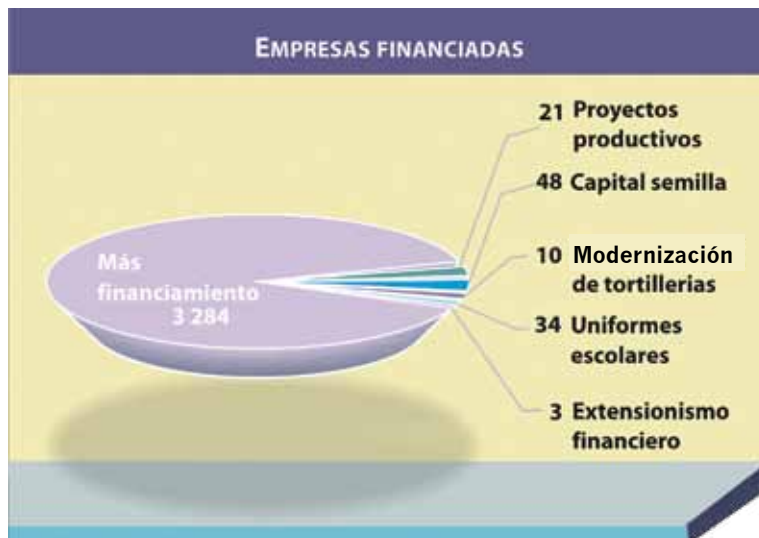 EMPRESAS FINANCIADAS
21 Proyectos
productivos
48 Capital semilla
Más
financiamiento
3 284
10 Modernización
de tortillerias
34 Uniformes
escolares
3 Extensionismo
financiero